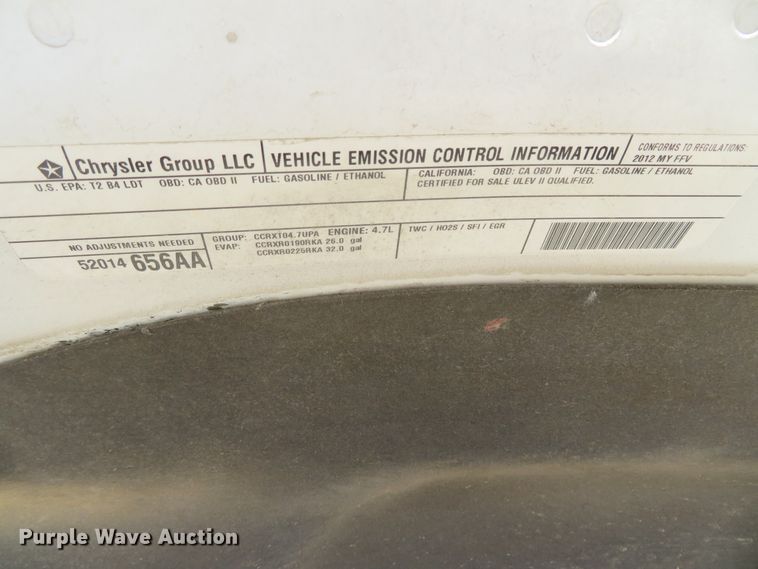 Chrysler Group LLC VEHICLE EMISSION CONTROL INFORMATION CONFORMS TO REGULATIONS:
2012 MY FFV
U.S. EPA: T2 B4 LDT OBD: CA OBD II FUEL: GASOLINE / ETHANOL
CALIFORNIA: OBD: CA OBD II FUEL: GASOLINE / ETHANOL
CERTIFIED FOR SALE ULEV II QUALIFIED.
NO ADJUSTMENTS NEEDED
52014 656AA
GROUP: CCRXT04.7UPA ENGINE: 4.7L
EVAP: CCRXR0190RKA 26.0 gal
CCRXR0225RKA 32.0 gal
TWC / HO2S / SFI / EGR
Purple Wave Auction